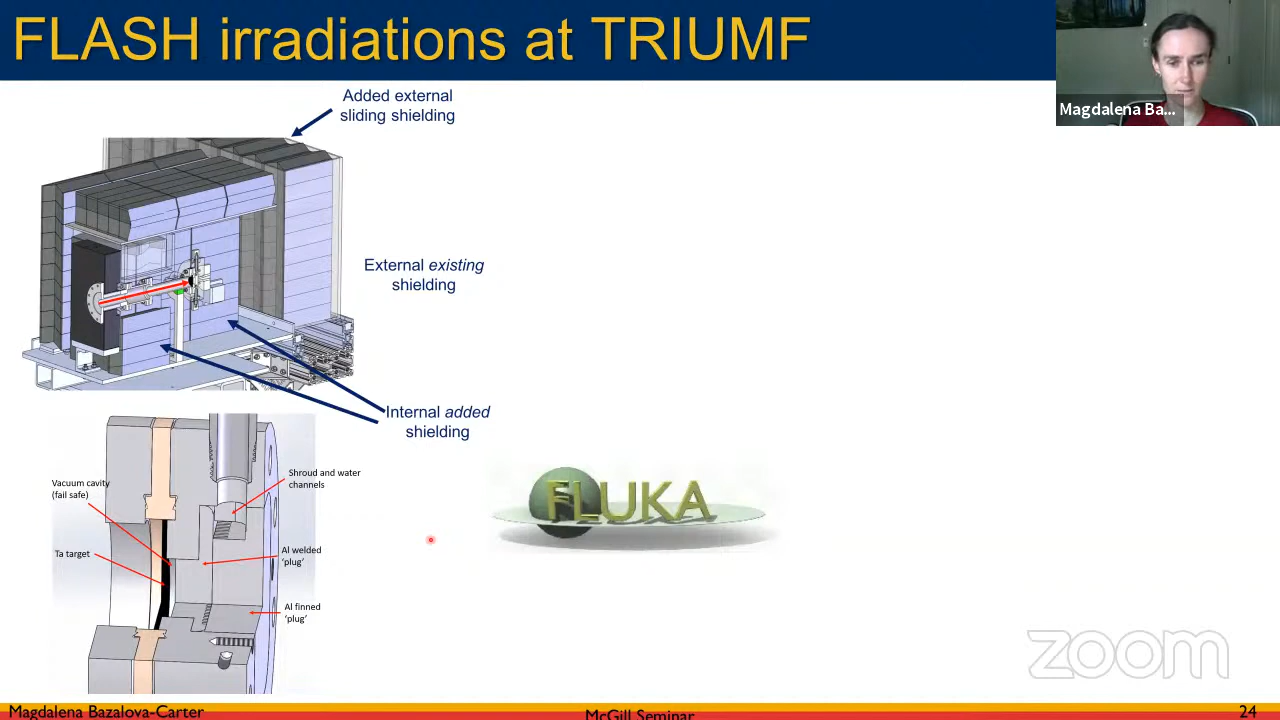 FLASH irradiations at TRIUMF
Magdalena Ba...
Added external
sliding shielding
External existing
shielding
Internal added
shielding
Shroud and water
channels
Vacuum cavity
(fail safe)
Ta target
Al welded
'plug'
Al finned
'plug'
FLUKA
zoom
Magdalena Bazalova-Carter
McGill Seminar
24